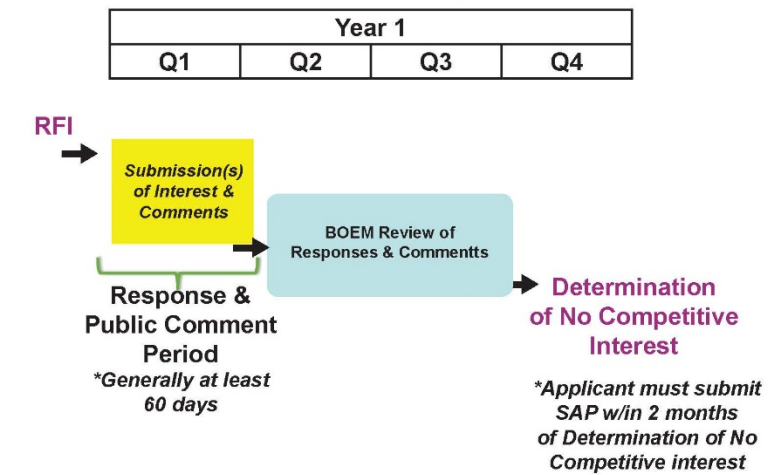 Year 1
Q1 Q2 Q3 Q4
RFI
Submission(s)
of Interest &
Comments
BOEM Review of
Responses & Commentts
Response &
Public Comment
Period
*Generally at least
60 days
Determination
of No Competitive
Interest
*Applicant must submit
SAP w/in 2 months
of Determination of No
Competitive interest